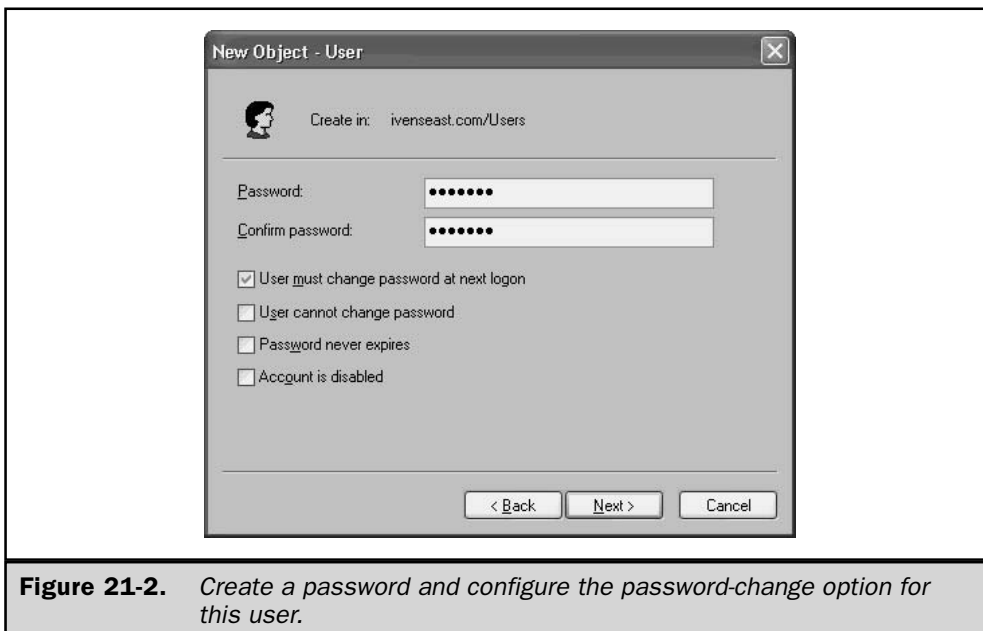 New Object - User
Create in: ivenseast.com/Users
Password: •••••••
Confirm password: •••••••
User must change password at next logon
User cannot change password
Password never expires
Account is disabled
< Back Next > Cancel
Figure 21-2. Create a password and configure the password-change option for
this user.